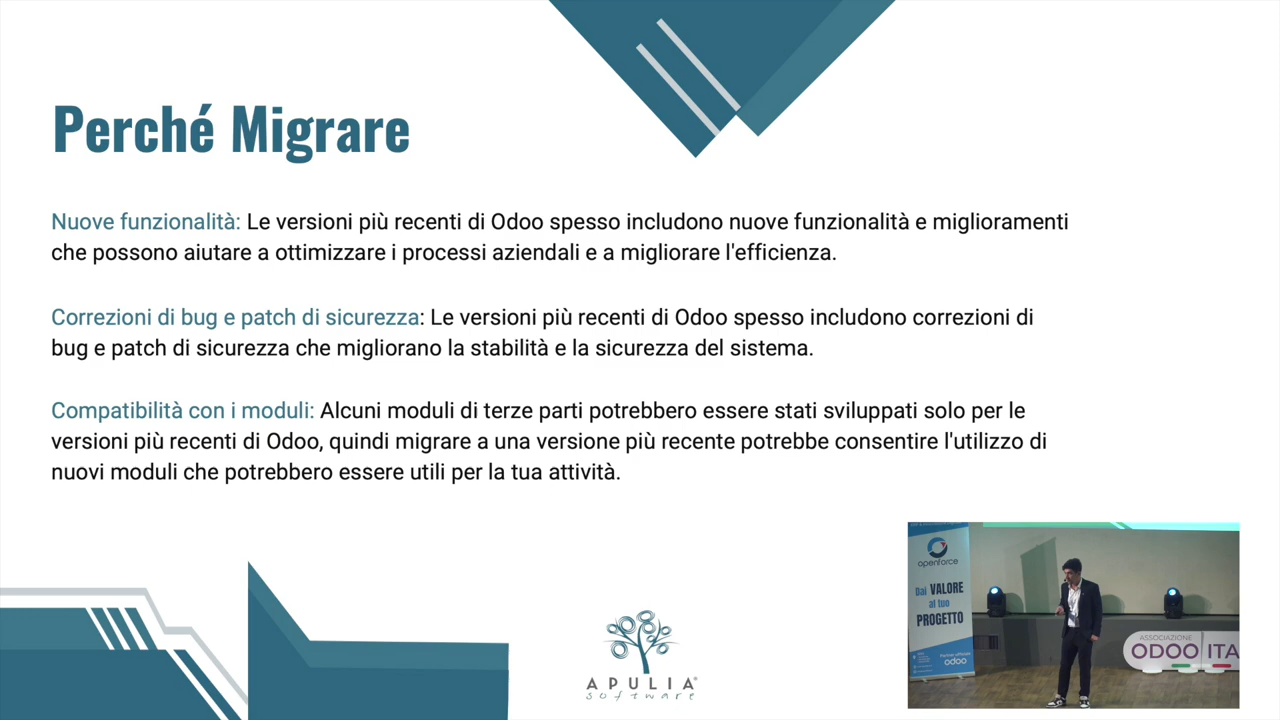 Perché Migrare
Nuove funzionalità: Le versioni più recenti di Odoo spesso includono nuove funzionalità e miglioramenti
che possono aiutare a ottimizzare i processi aziendali e a migliorare l'efficienza.
Correzioni di bug e patch di sicurezza: Le versioni più recenti di Odoo spesso includono correzioni di
bug e patch di sicurezza che migliorano la stabilità e la sicurezza del sistema.
Compatibilità con i moduli: Alcuni moduli di terze parti potrebbero essere stati sviluppati solo per le
versioni più recenti di Odoo, quindi migrare a una versione più recente potrebbe consentire l'utilizzo di
nuovi moduli che potrebbero essere utili per la tua attività.
APULIA
software
openforce
Dai VALORE
al tuo
PROGETTO
odoo
ASSOCIAZIONE
ODOO ITA